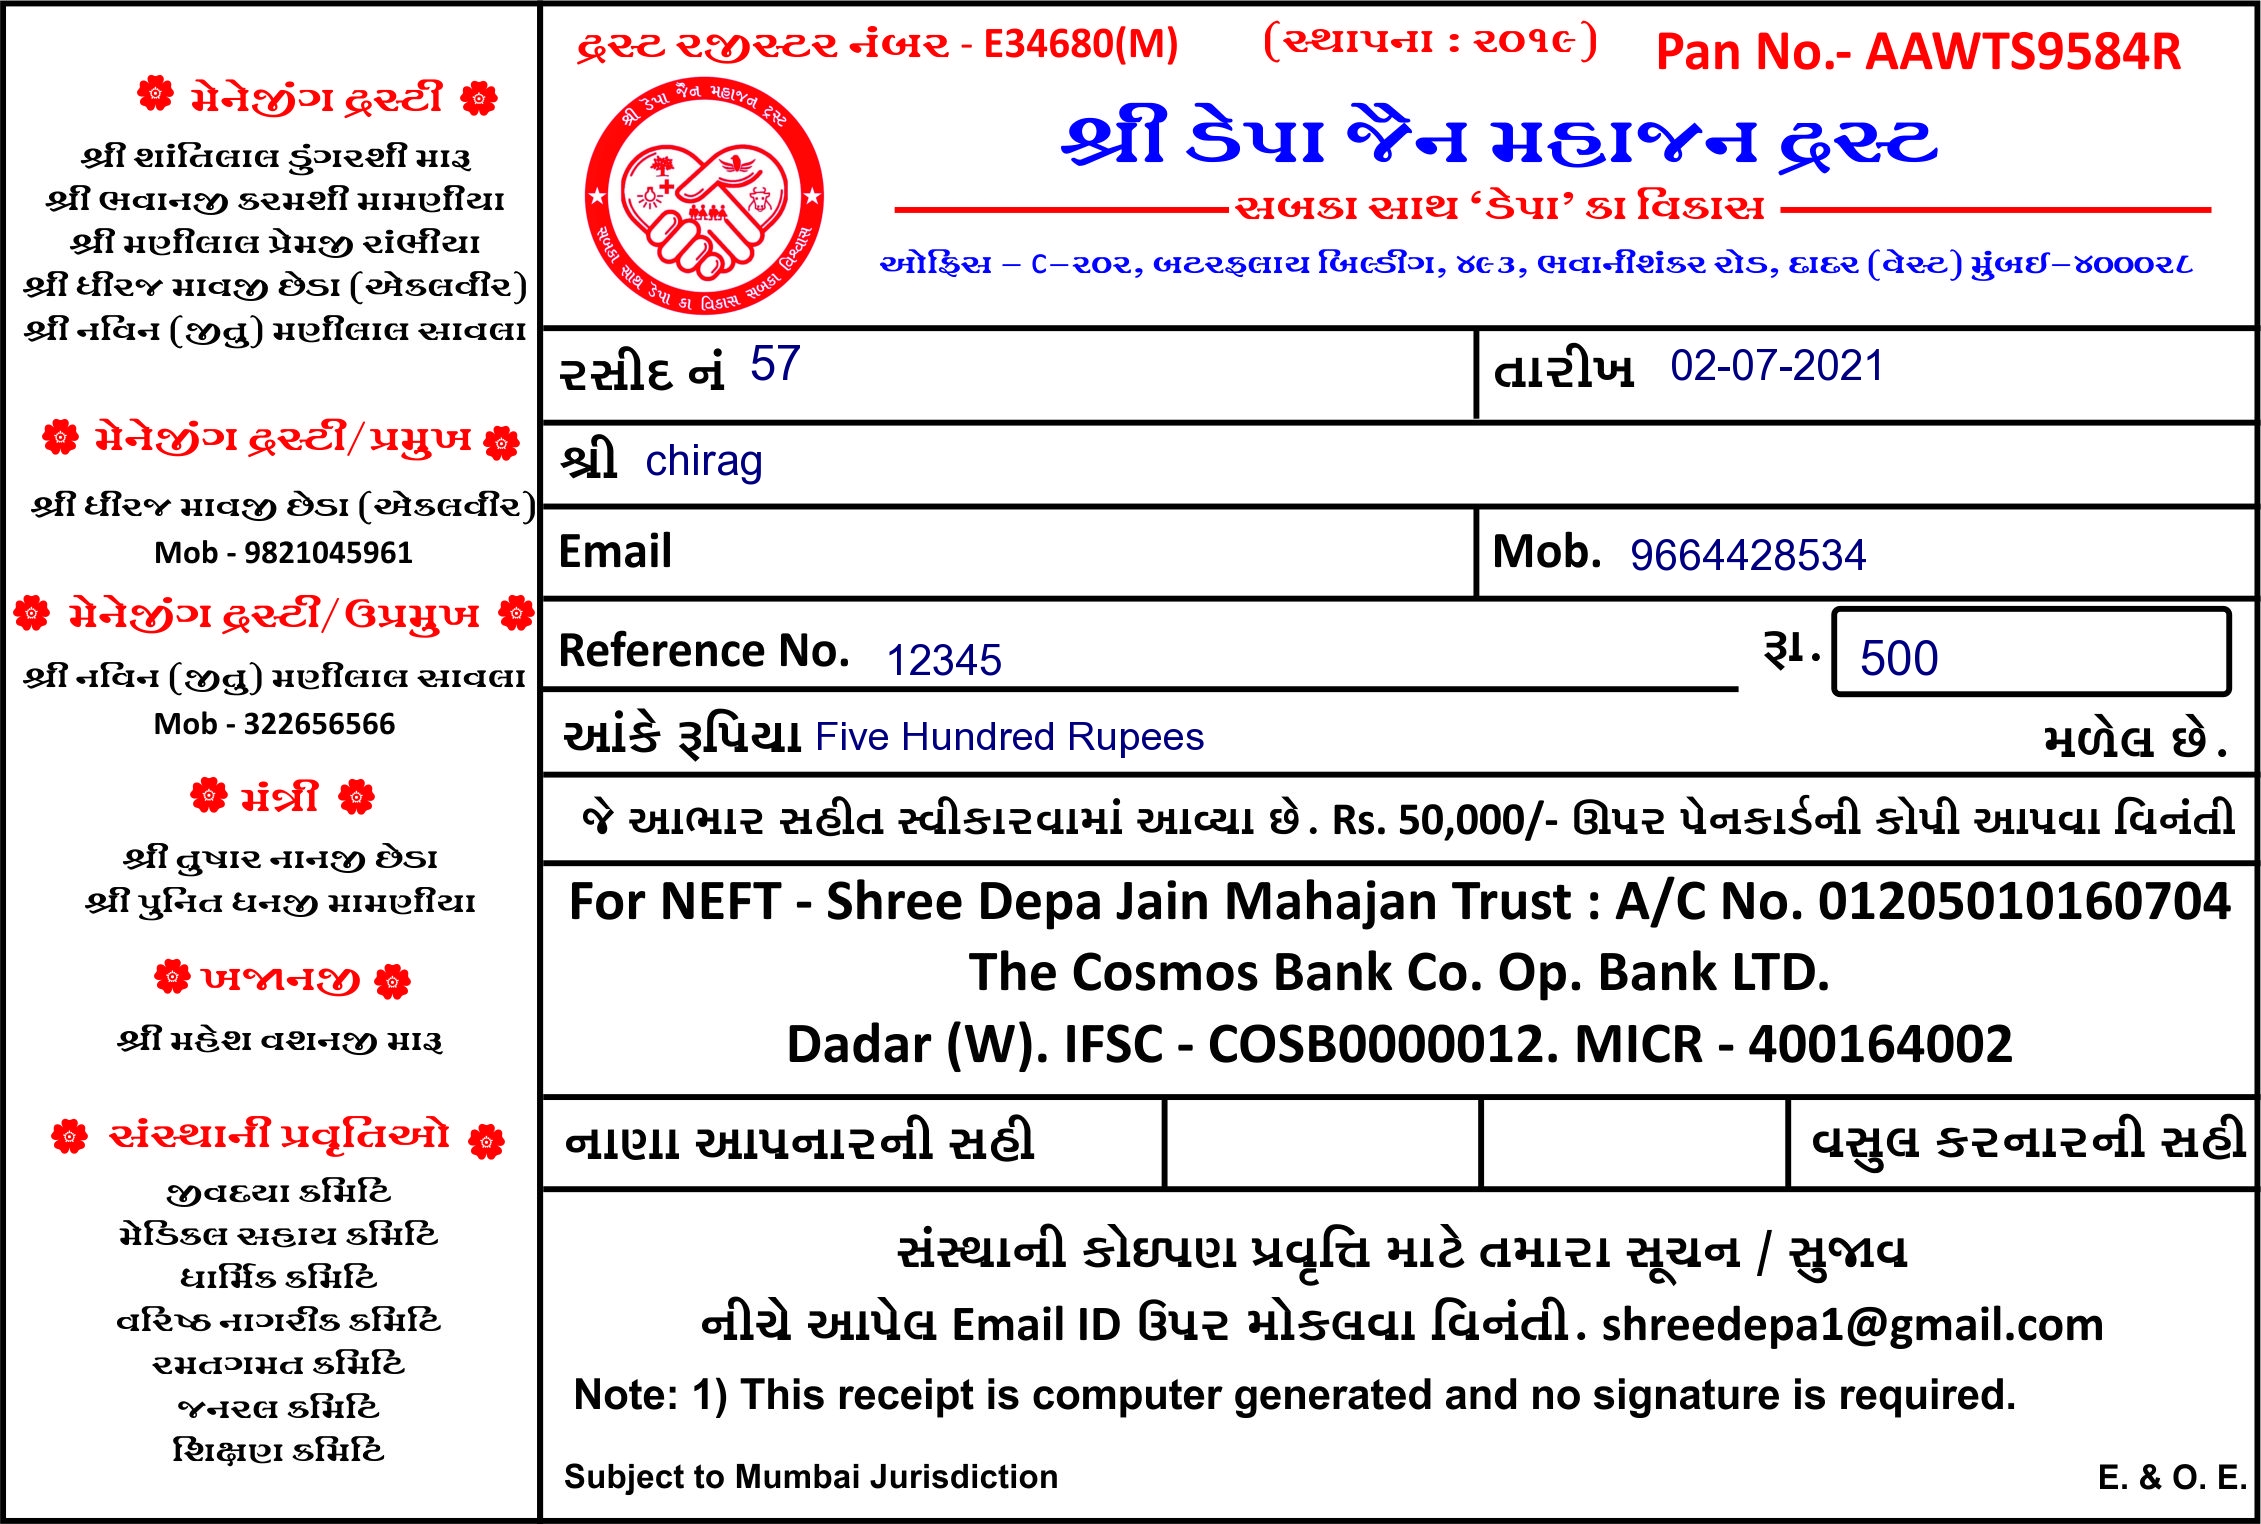 મેનેજીંગ ટ્રસ્ટી
શ્રી શાંતિલાલ ડુંગરશી મારૂ
શ્રી ભવાનજી કરમશી મામણીયા
શ્રી મણીલાલ પ્રેમજી રાંભીયા
શ્રી ધીરજ માવજી છેડા (એકલવીર)
શ્રી નવિન (જીતુ) મણીલાલ સાવલા
મેનેજીંગ ટ્રસ્ટી/પ્રમુખ
શ્રી ધીરજ માવજી છેડા (એકલવીર)
Mob - 9821045961
મેનેજીંગ ટ્રસ્ટી/ઉપ્રમુખ
શ્રી નવિન (જીતુ) મણીલાલ સાવલા
Mob - 322656566
મંત્રી
શ્રી તુષાર નાનજી છેડા
શ્રી પુનિત ધનજી મામણીયા
ખજાનજી
શ્રી મહેશ વશનજી મારૂ
સંસ્થાની પ્રવૃતિઓ
જીવદયા કમિટિ
મેડિકલ સહાય કમિટિ
ધાર્મિક કમિટિ
વરિષ્ઠ નાગરીક કમિટિ
રમતગમત કમિટિ
જનરલ કમિટિ
શિક્ષણ કમિટિ
ટ્રસ્ટ રજીસ્ટર નંબર - E34680(M) (સ્થાપના : ૨૦૧૯) Pan No.- AAWTS9584R
શ્રી ડેપા જૈન મહાજન ટ્રસ્ટ
સબકા સાથ ‘ડેપા’ કા વિકાસ
ઓફિસ – C–૨૦૨, બટરફલાય બિલ્ડીંગ, ૪૯૩, ભવાનીશંકર રોડ, દાદર (વેસ્ટ) મુંબઇ–૪૦૦૦૨૮
શ્રી ડેપા જૈન મહાજન ટ્રસ્ટ
સબકા સાથ ડેપા કા વિકાસ સબકા વિશ્વાસ
રસીદ નં 57 તારીખ 02-07-2021
શ્રી chirag
Email Mob. 9664428534
Reference No. 12345 રૂા. 500
આંકે રૂપિયા Five Hundred Rupees મળેલ છે.
જે આભાર સહીત સ્વીકારવામાં આવ્યા છે. Rs. 50,000/- ઊપર પેનકાર્ડની કોપી આપવા વિનંતી
For NEFT - Shree Depa Jain Mahajan Trust : A/C No. 01205010160704
The Cosmos Bank Co. Op. Bank LTD.
Dadar (W). IFSC - COSB0000012. MICR - 400164002
નાણા આપનારની સહી વસુલ કરનારની સહી
સંસ્થાની કોઇપણ પ્રવૃત્તિ માટે તમારા સૂચન / સુજાવ
નીચે આપેલ Email ID ઉપર મોકલવા વિનંતી. shreedepa1@gmail.com
Note: 1) This receipt is computer generated and no signature is required.
Subject to Mumbai Jurisdiction E. & O. E.